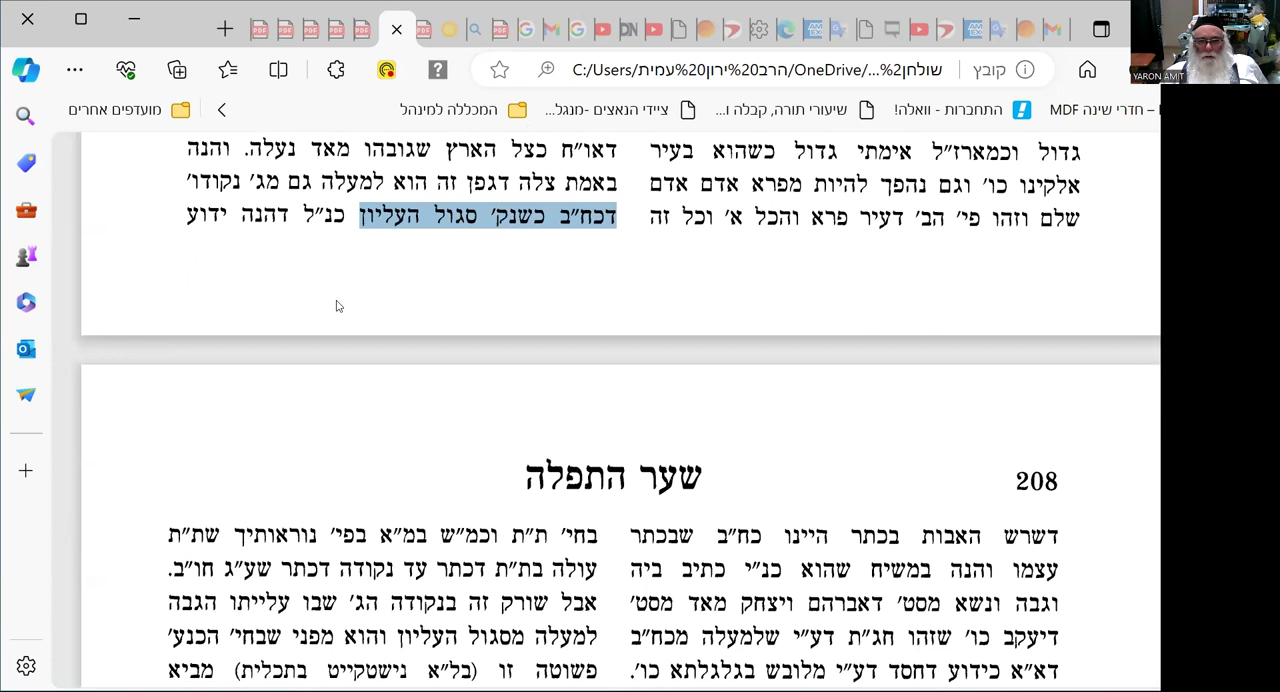 YARON AMIT
C:/Users/הרב%20ירון%20עמית/OneDrive/...שולחן%2
קובץ
חדרי שינה MDF –
התחברות - וואלה!
שיעורי תורה, קבלה ו...
ציידי הנאצים -מנגל...
המכללה למינהל
מועדפים אחרים
גדול וכמארז״ל אימתי גדול כשהוא בעיר
אלקינו כו׳ וגם נהפך להיות מפרא אדם אדם
שלם וזהו פי׳ הב׳ דעיר פרא והכל א׳ וכל זה
דאו״ח כצל הארץ שגובהו מאד נעלה. והנה
באמת צלה דגפן זה הוא למעלה גם מג׳ נקודו׳
דכח״ב כשנק׳ סגול העליון כנ״ל דהנה ידוע
208
שער התפלה
דשרש האבות בכתר היינו כח״ב שבכתר
עצמו והנה במשיח שהוא כנ״י כתיב ביה
וגבה ונשא מסט׳ דאברהם ויצחק מאד מסט׳
דיעקב כו׳ שזהו חג״ת דע״י שלמעלה מכח״ב
דא״א כידוע דחסד דע״י מלובש בגלגלתא כו׳.
בחי׳ ת״ת וכמ״ש במ״א בפי׳ נוראותיך שת״ת
עולה בת״ת דכתר עד נקודה דכתר שע״ג חו״ב.
אבל שורק זה בנקודה הג׳ שבו עלייתו הגבה
למעלה מסגול העליון והוא מפני שבחי׳ הכנע׳
פשוטה זו (בל״א נישטקייט בתכלית) מביא